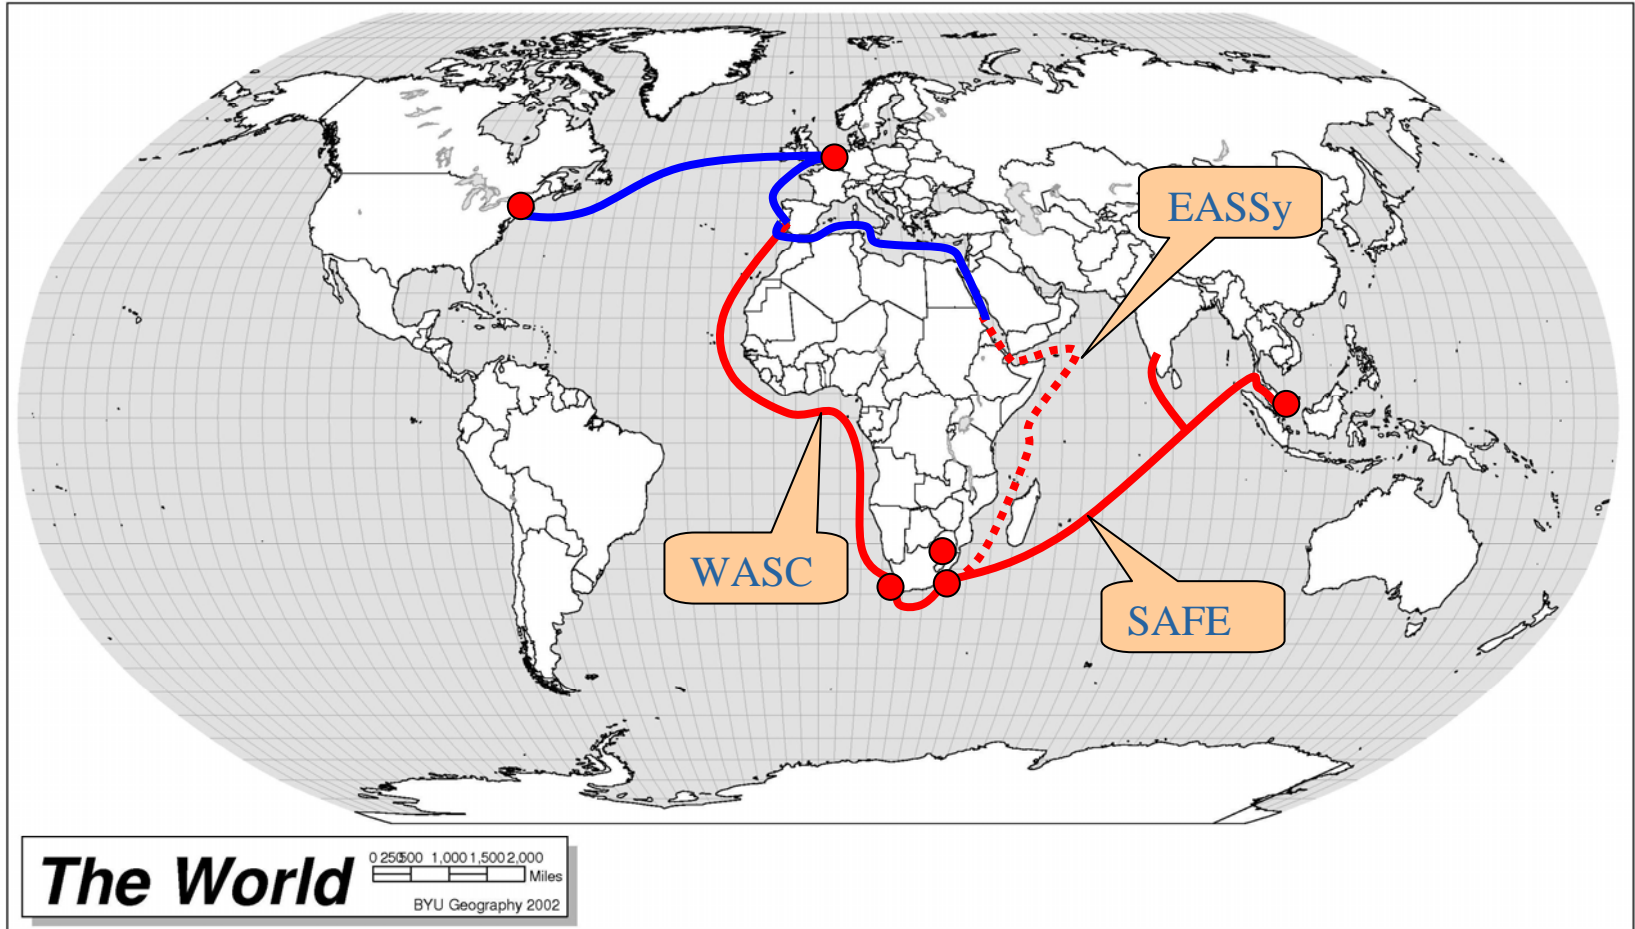 EASSy
WASC
SAFE
The World
0 250 500 1,000 1,500 2,000
Miles
BYU Geography 2002